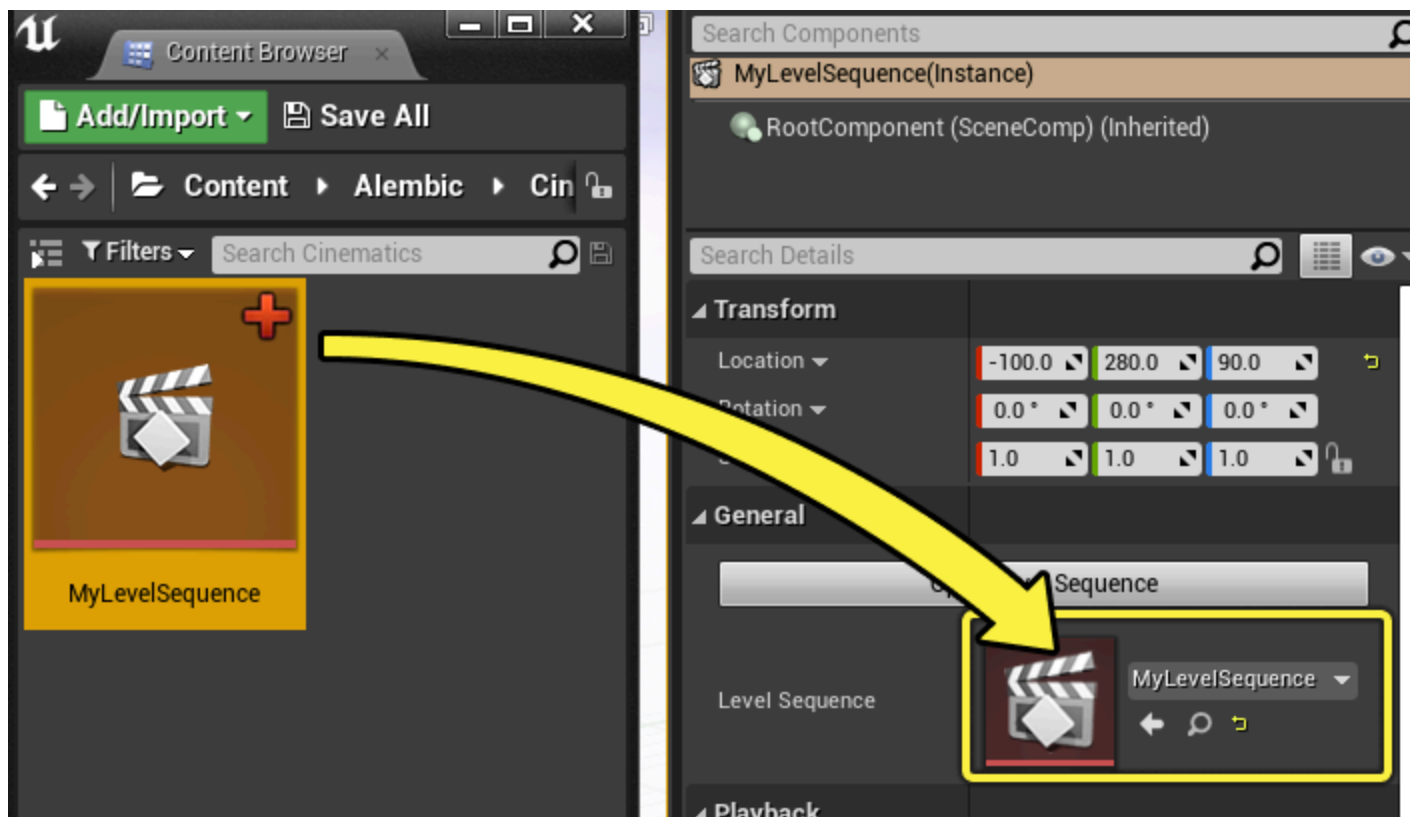 Content Browser
Add/Import
Save All
Content
Alembic
Cin
Filters
Search Cinematics
MyLevelSequence
Search Components
MyLevelSequence(Instance)
RootComponent (SceneComp) (Inherited)
Search Details
Transform
Location
-100.0
280.0
90.0
Rotation
0.0 °
0.0 °
0.0 °
1.0
1.0
1.0
General
Sequence
Level Sequence
MyLevelSequence
Playback